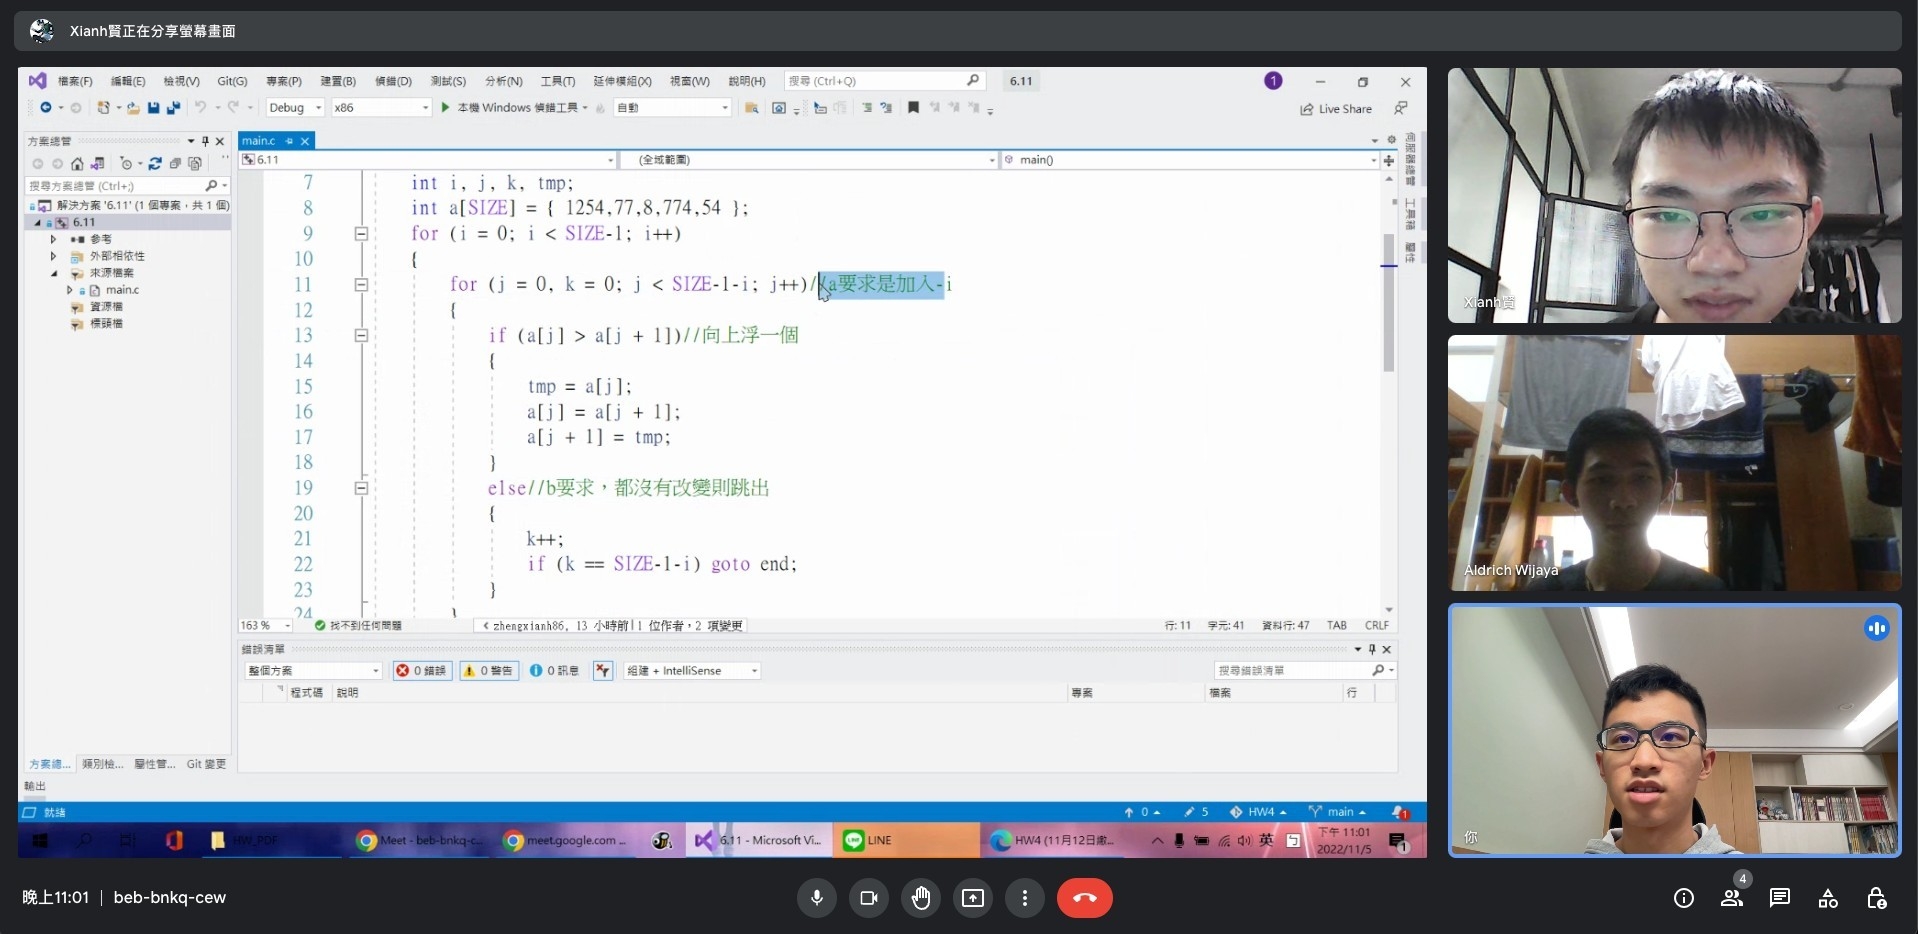 Xianh賢正在分享螢幕畫面
檔案(F) 編輯(E) 檢視(V) Git(G) 專案(P) 建置(B) 偵錯(D) 測試(S) 分析(N) 工具(T) 延伸模組(X) 視窗(W) 說明(H) 搜尋 (Ctrl+Q) 6.11 1
Debug x86 本機 Windows 偵錯工具 自動 Live Share
方案總管
搜尋方案總管 (Ctrl+;)
解決方案 '6.11' (1 個專案，共 1 個)
6.11
參考
外部相依性
來源檔案
main.c
資源檔
標頭檔
方案總... 類別檢... 屬性管... Git 變更
main.c
6.11 (全域範圍) main()
7 int i, j, k, tmp;
8 int a[SIZE] = { 1254,77,8,774,54 };
9 for (i = 0; i < SIZE-1; i++)
10 {
11 for (j = 0, k = 0; j < SIZE-1-i; j++)//a要求是加入-i
12 {
13 if (a[j] > a[j + 1])//向上浮一個
14 {
15 tmp = a[j];
16 a[j] = a[j + 1];
17 a[j + 1] = tmp;
18 }
19 else//b要求，都沒有改變則跳出
20 {
21 k++;
22 if (k == SIZE-1-i) goto end;
23 }
24 }
伺服器總管
工具箱
屬性
163 % 找不到任何問題 zhengxianh86, 13 小時前|1 位作者，2 項變更 行: 11 字元: 41 資料行: 47 TAB CRLF
錯誤清單
整個方案 0 錯誤 0 警告 0 訊息 組建 + IntelliSense 搜尋錯誤清單
程式碼 說明 專案 檔案 行
輸出
就緒 0 5 HW4 main 1
HW_PDF Meet - beb-bnkq-c... meet.google.com ... 6.11 - Microsoft Vi... LINE HW4 (11月12日繳... 英 下午 11:01
2022/11/5 1
Xianh賢
Aldrich Wijaya
你
晚上11:01 | beb-bnkq-cew
4